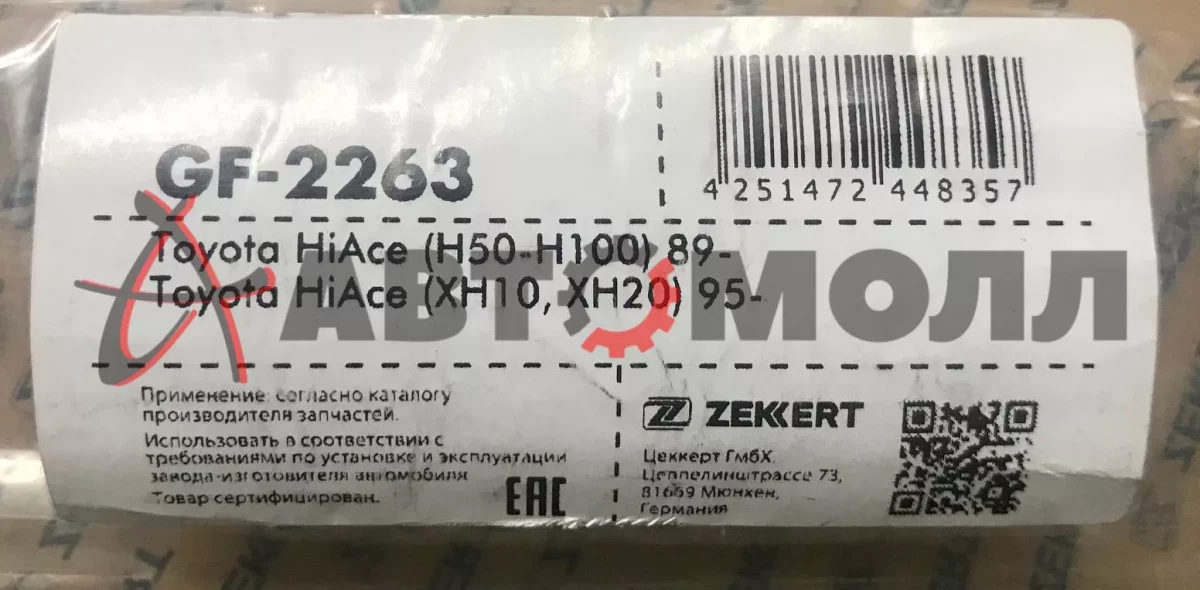 GF-2263
4 251472 448357
Toyota HiAce (H50-H100) 89-
Toyota HiAce (XH10, XH20) 95-
АВТОМОЛЛ
Применение: согласно каталогу
производителя запчастей.
Использовать в соответствии с
требованиями по установке и эксплуатации
завода-изготовителя автомобиля
Товар сертифицирован.
EAC
ZEKKERT
Цеккерт ГмбХ
Цеппелинштрассе 73,
81669 Мюнхен,
Германия